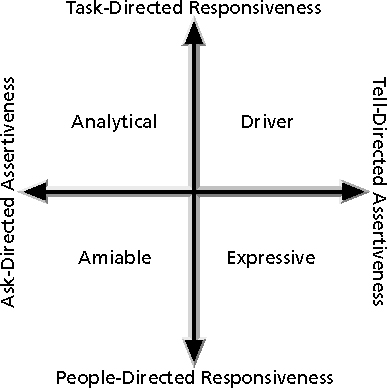 Task-Directed Responsiveness
Ask-Directed Assertiveness
Tell-Directed Assertiveness
Analytical
Driver
Amiable
Expressive
People-Directed Responsiveness